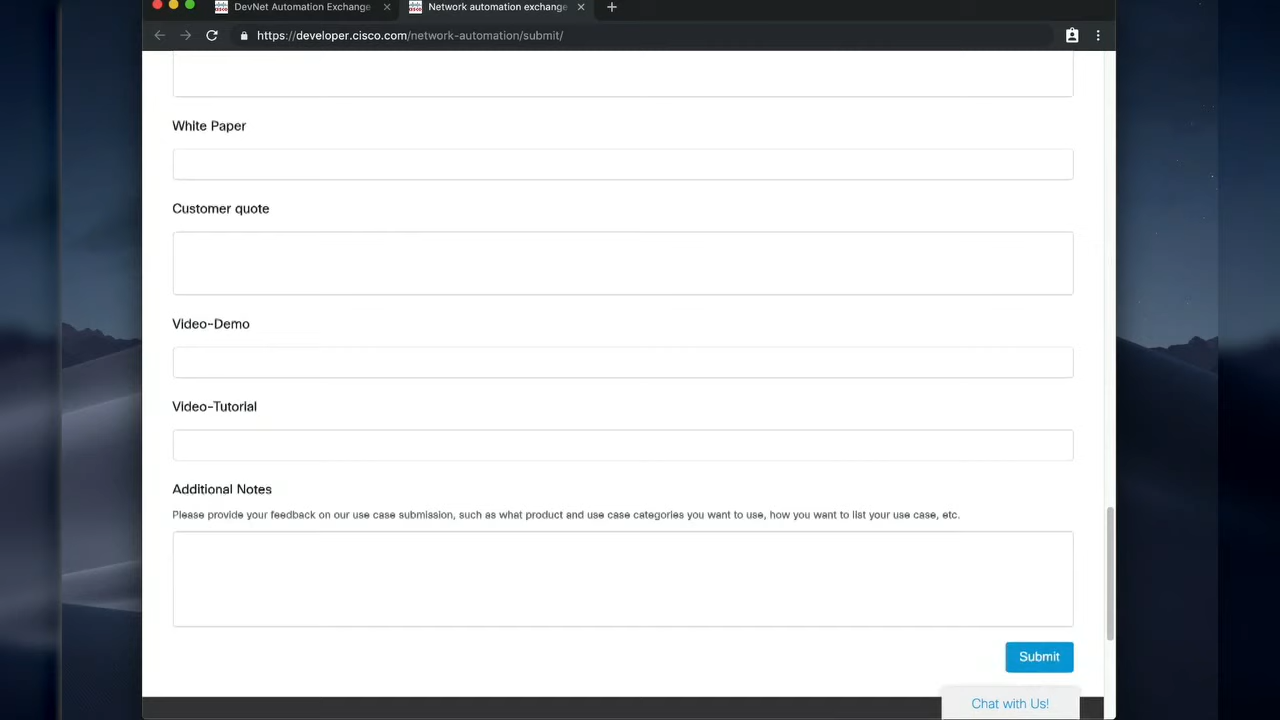 DevNet Automation Exchange
Network automation exchange
https://developer.cisco.com/network-automation/submit/
White Paper
Customer quote
Video-Demo
Video-Tutorial
Additional Notes
Please provide your feedback on our use case submission, such as what product and use case categories you want to use, how you want to list your use case, etc.
Submit
Chat with Us!